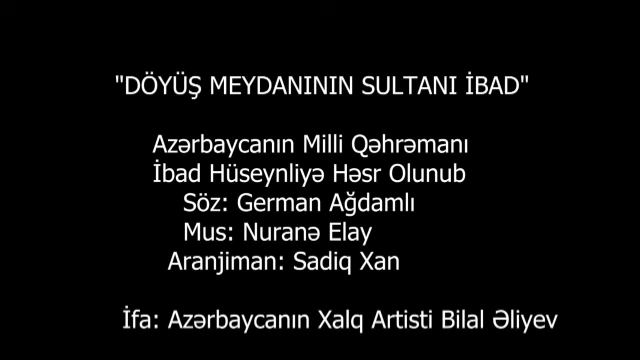 "DÖYÜŞ MEYDANININ SULTANI İBAD"
Azərbaycanın Milli Qəhrəmanı
İbad Hüseynliyə Həsr Olunub
Söz: German Ağdamlı
Mus: Nuranə Elay
Aranjiman: Sadiq Xan
İfa: Azərbaycanın Xalq Artisti Bilal Əliyev